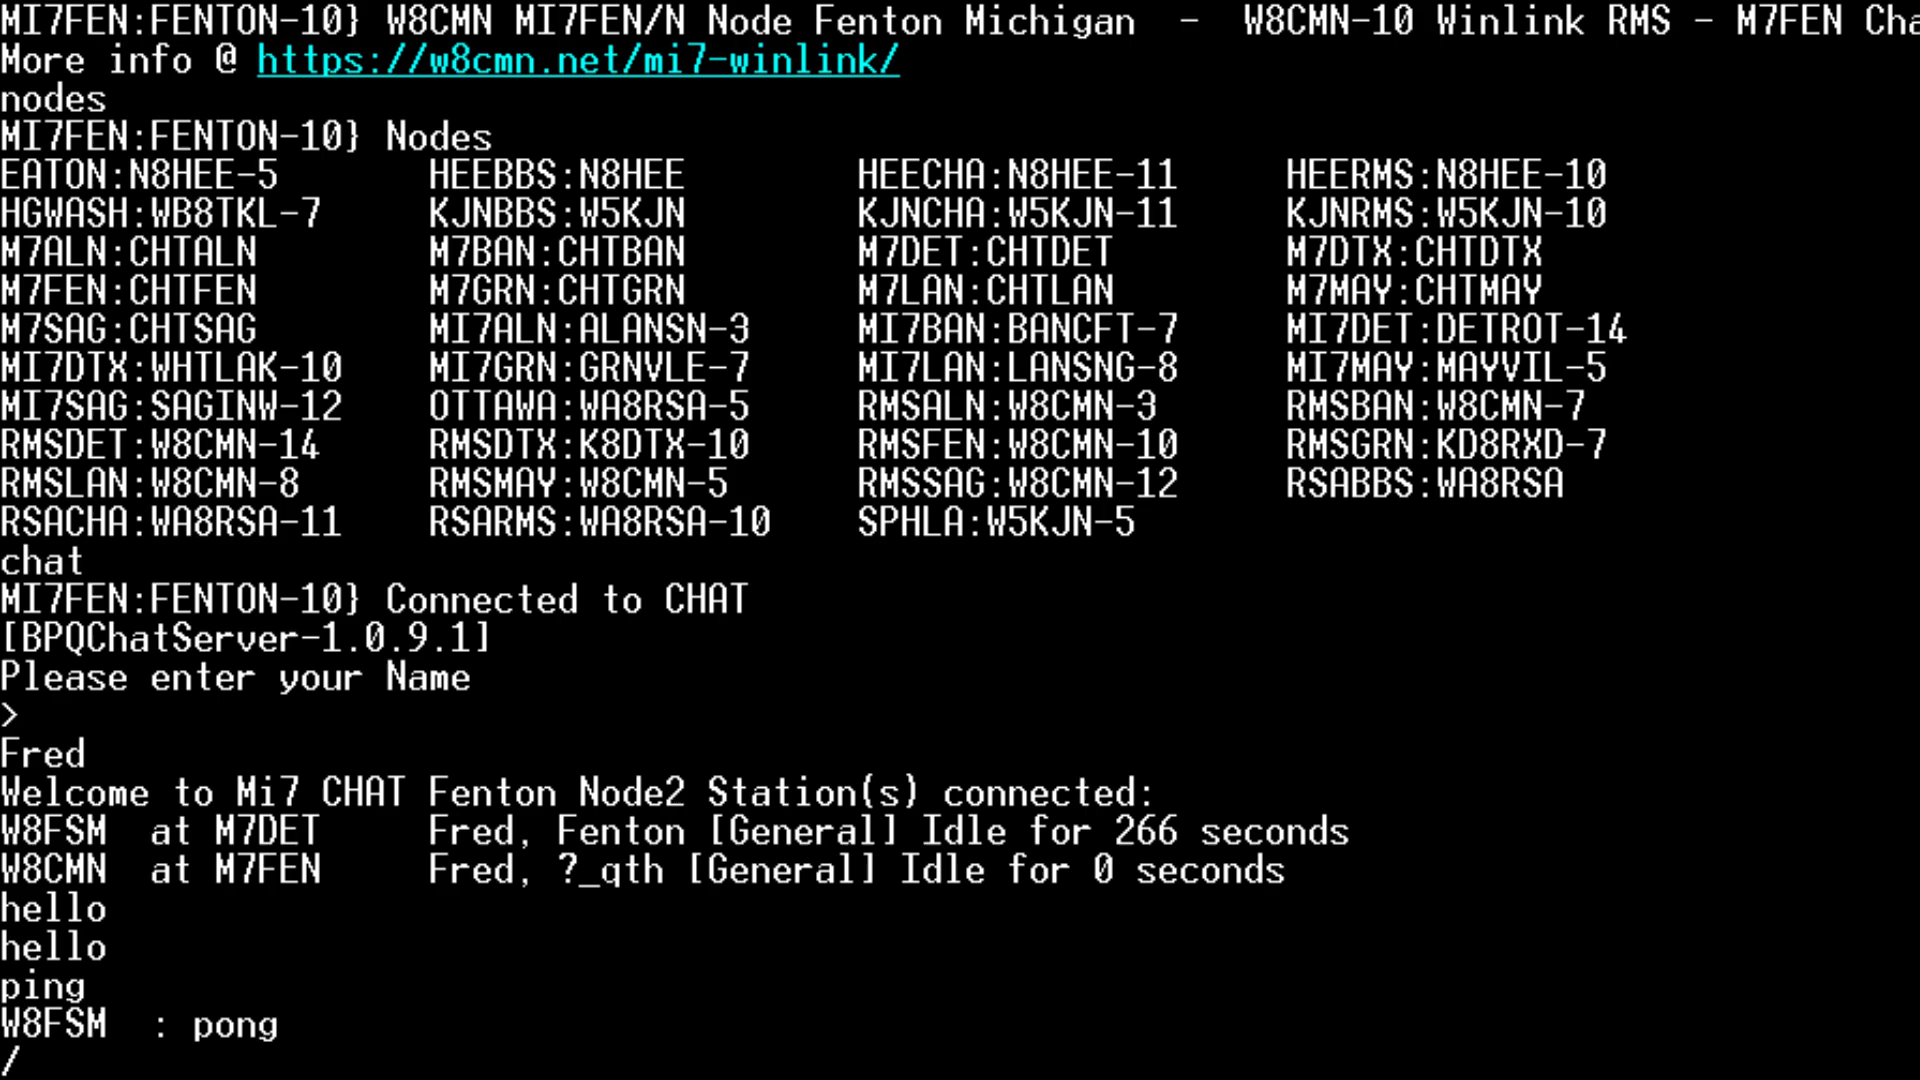 MI7FEN:FENTON-10} W8CMN MI7FEN/N Node Fenton Michigan  -  W8CMN-10 Winlink RMS - M7FEN Cha
More info @ https://w8cmn.net/mi7-winlink/
nodes
MI7FEN:FENTON-10} Nodes
EATON:N8HEE-5       HEEBBS:N8HEE        HEECHA:N8HEE-11     HEERMS:N8HEE-10
HGWASH:WB8TKL-7     KJNBBS:W5KJN        KJNCHA:W5KJN-11     KJNRMS:W5KJN-10
M7ALN:CHTALN        M7BAN:CHTBAN        M7DET:CHTDET        M7DTX:CHTDTX
M7FEN:CHTFEN        M7GRN:CHTGRN        M7LAN:CHTLAN        M7MAY:CHTMAY
M7SAG:CHTSAG        MI7ALN:ALANSN-3     MI7BAN:BANCFT-7     MI7DET:DETROT-14
MI7DTX:WHTLAK-10    MI7GRN:GRNVLE-7     MI7LAN:LANSNG-8     MI7MAY:MAYVIL-5
MI7SAG:SAGINW-12    OTTAWA:WA8RSA-5     RMSALN:W8CMN-3      RMSBAN:W8CMN-7
RMSDET:W8CMN-14     RMSDTX:K8DTX-10     RMSFEN:W8CMN-10     RMSGRN:KD8RXD-7
RMSLAN:W8CMN-8      RMSMAY:W8CMN-5      RMSSAG:W8CMN-12     RSABBS:WA8RSA
RSACHA:WA8RSA-11    RSARMS:WA8RSA-10    SPHLA:W5KJN-5
chat
MI7FEN:FENTON-10} Connected to CHAT
[BPQChatServer-1.0.9.1]
Please enter your Name
>
Fred
Welcome to Mi7 CHAT Fenton Node2 Station(s) connected:
W8FSM  at M7DET     Fred, Fenton [General] Idle for 266 seconds
W8CMN  at M7FEN     Fred, ?_qth [General] Idle for 0 seconds
hello
hello
ping
W8FSM  : pong
/